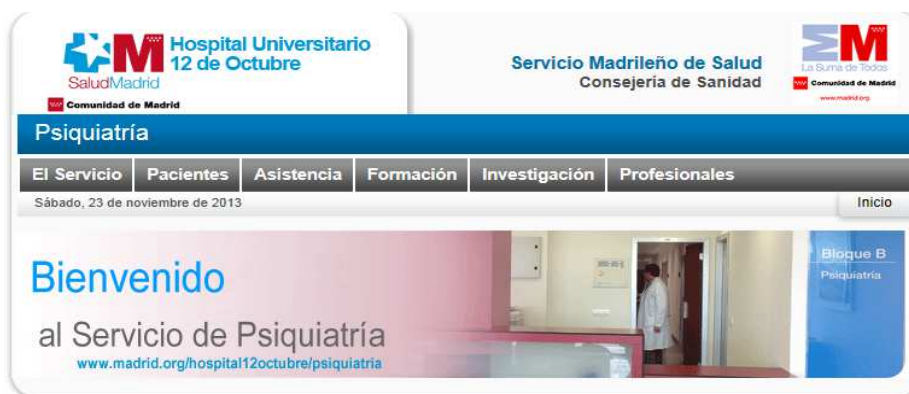 Hospital Universitario
12 de Octubre
SaludMadrid
Comunidad de Madrid
Servicio Madrileño de Salud
Consejería de Sanidad
EM
La Suma de Todos
Comunidad de Madrid
www.madrid.org
Psiquiatría
El Servicio Pacientes Asistencia Formación Investigación Profesionales
Sábado, 23 de noviembre de 2013 Inicio
Bienvenido
al Servicio de Psiquiatría
www.madrid.org/hospital12octubre/psiquiatria
Bloque B
Psiquiatría